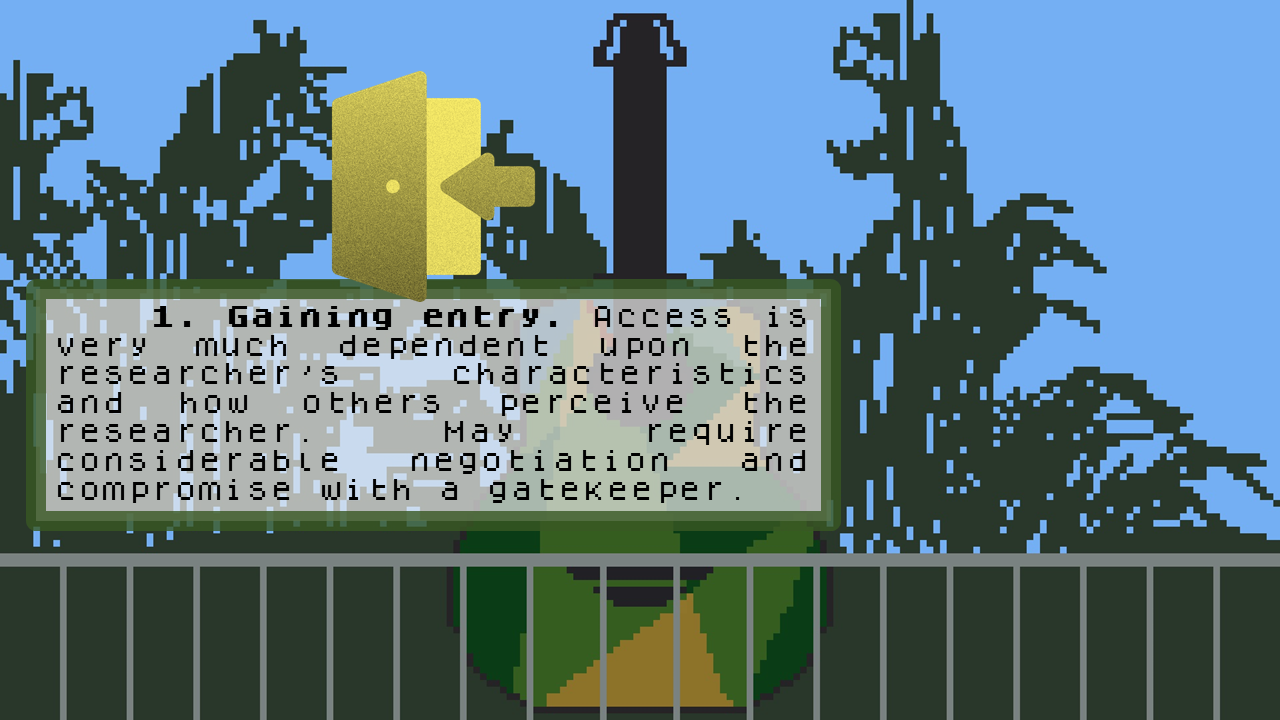 1. Gaining entry. Access is
very much dependent upon the
researcher's characteristics
and how others perceive the
researcher. May require
considerable negotiation and
compromise with a gatekeeper.